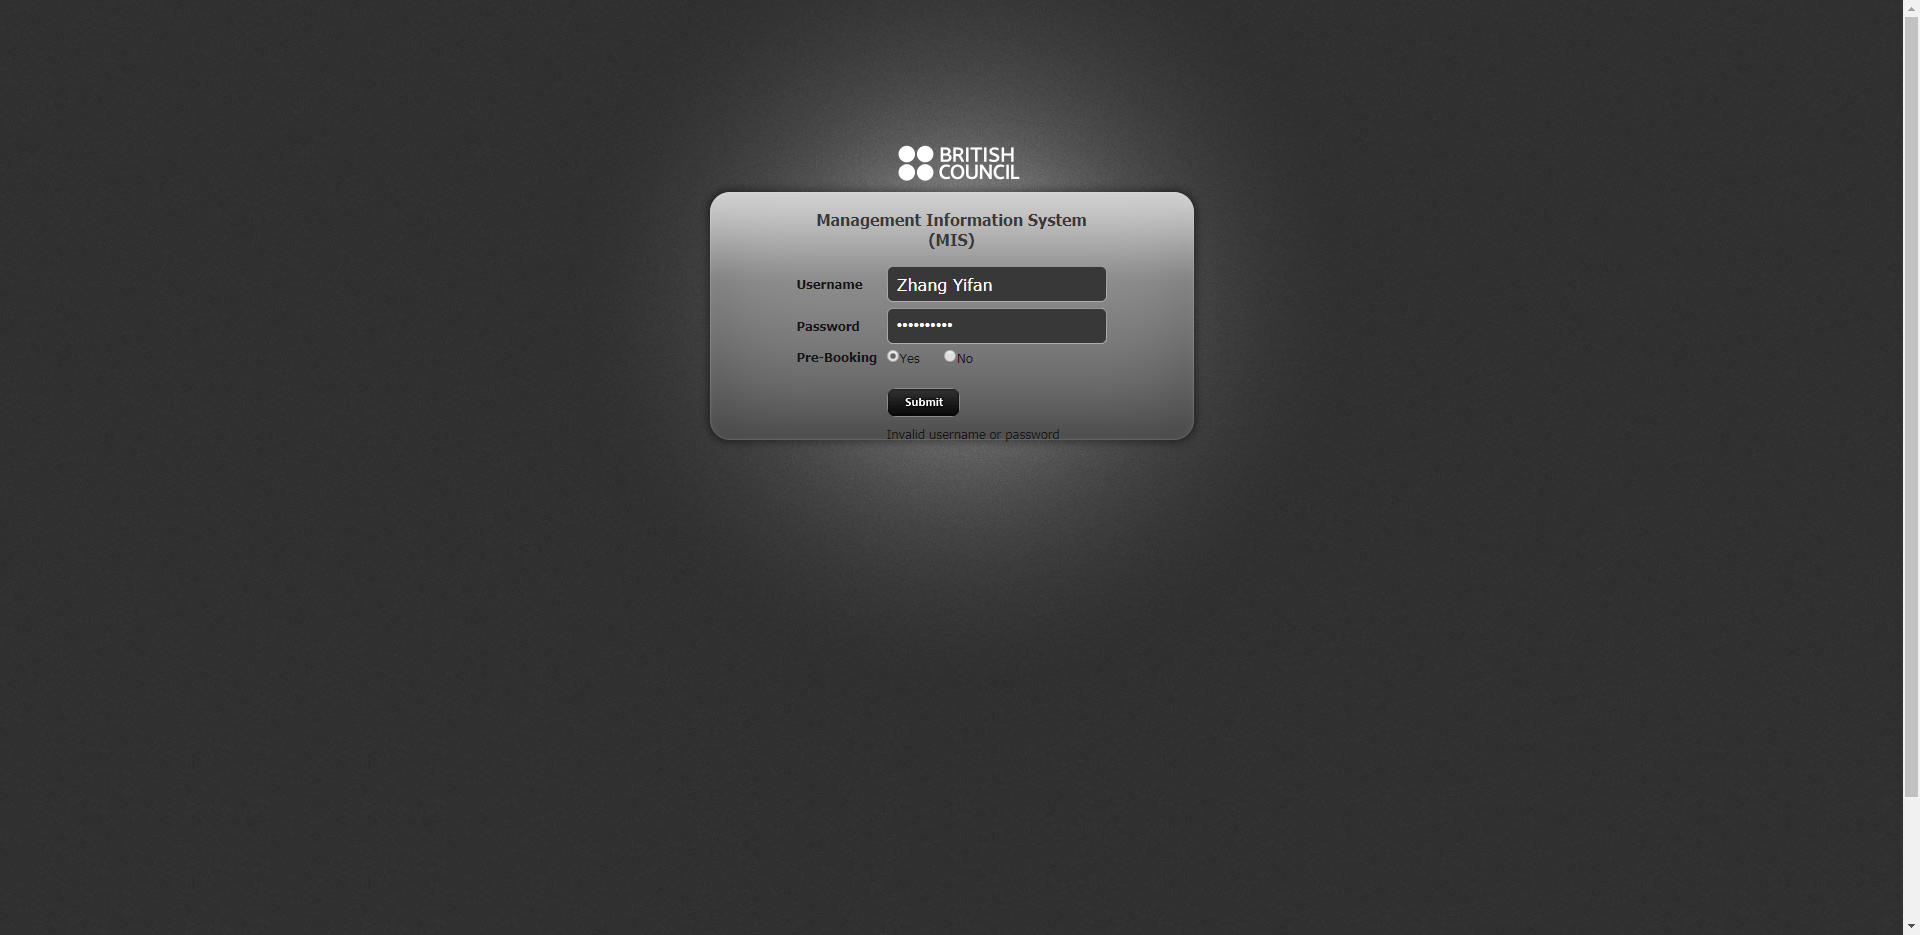 BRITISH
COUNCIL
Management Information System
(MIS)
Username Zhang Yifan
Password ••••••••••
Pre-Booking Yes No
Submit
Invalid username or password